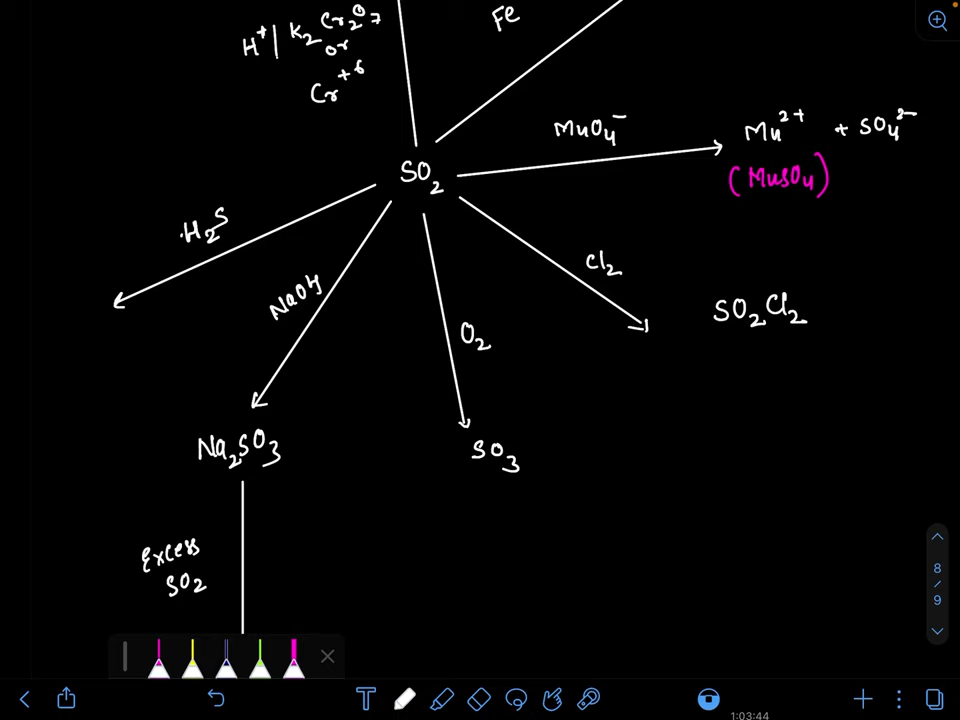 H⁺ | K₂Cr₂O₇
or
Cr⁺⁶
Fe
SO₂
MnO₄⁻
Mn²⁺ + SO₄²⁻
(MnSO₄)
H₂S
NaOH
O₂
Cl₂
SO₂Cl₂
Na₂SO₃
SO₃
Excess
SO₂
8
/
9
T
1:03:44